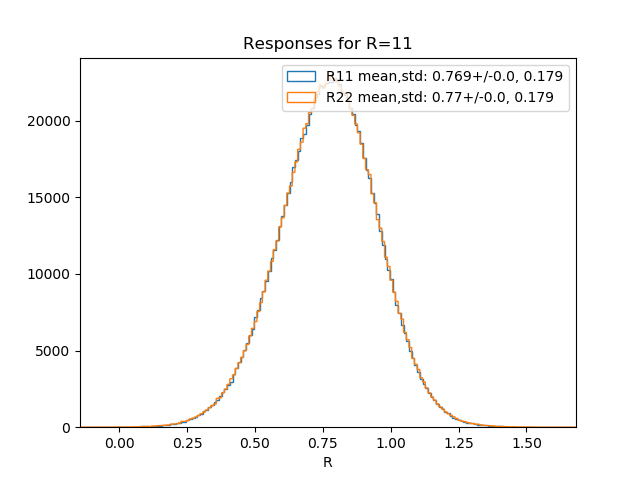 Responses for R=11
R11 mean,std: 0.769+/-0.0, 0.179
R22 mean,std: 0.77+/-0.0, 0.179
20000
15000
10000
5000
0
0.00 0.25 0.50 0.75 1.00 1.25 1.50
R